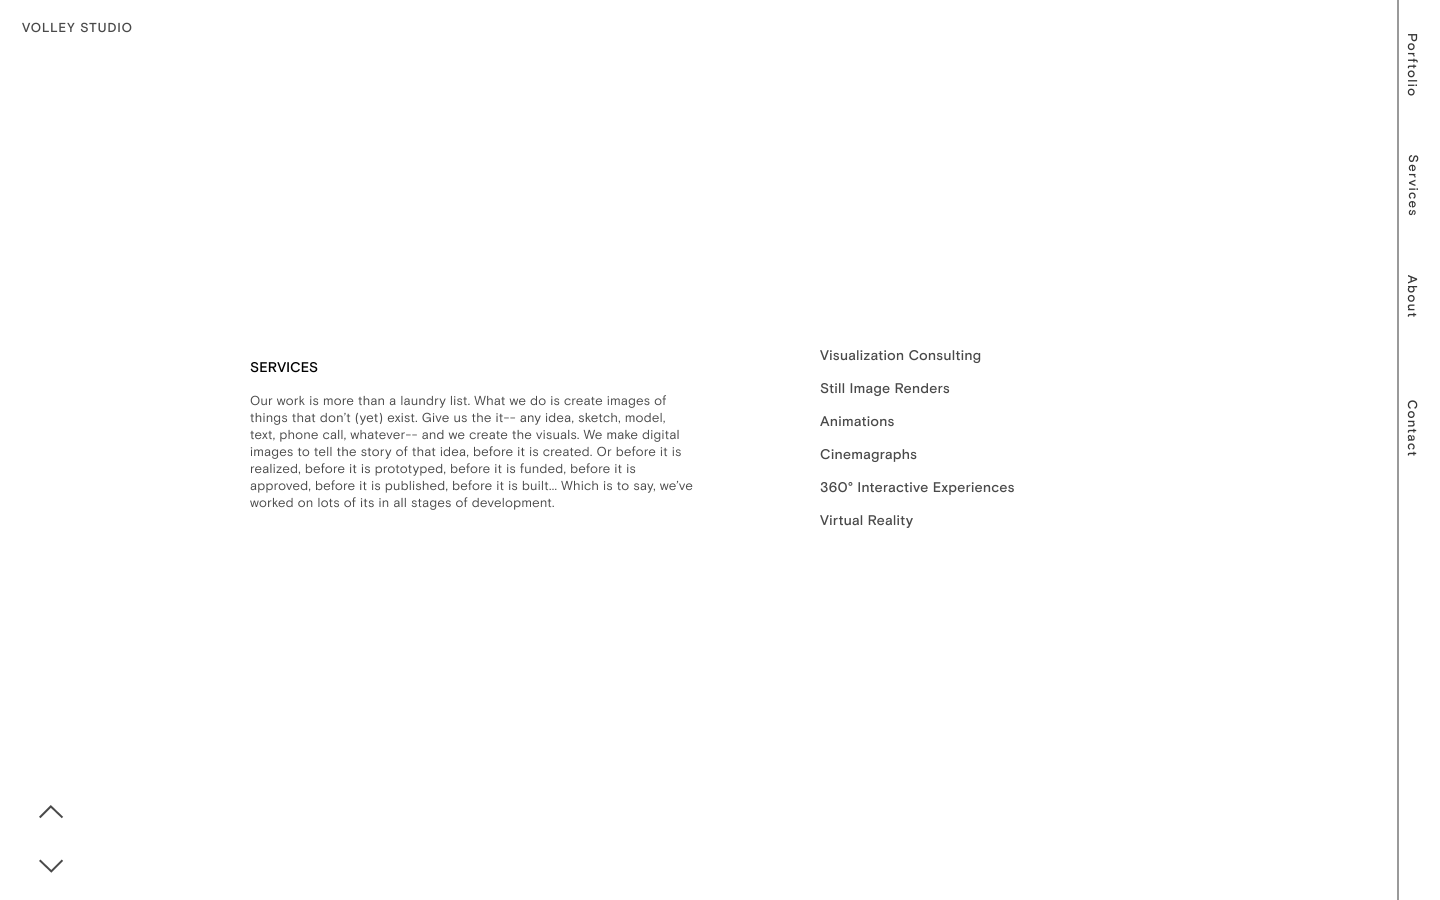 VOLLEY STUDIO
Porftolio
Services
About
Contact
SERVICES
Our work is more than a laundry list. What we do is create images of
things that don't (yet) exist. Give us the it-- any idea, sketch, model,
text, phone call, whatever-- and we create the visuals. We make digital
images to tell the story of that idea, before it is created. Or before it is
realized, before it is prototyped, before it is funded, before it is
approved, before it is published, before it is built... Which is to say, we've
worked on lots of its in all stages of development.
Visualization Consulting
Still Image Renders
Animations
Cinemagraphs
360° Interactive Experiences
Virtual Reality